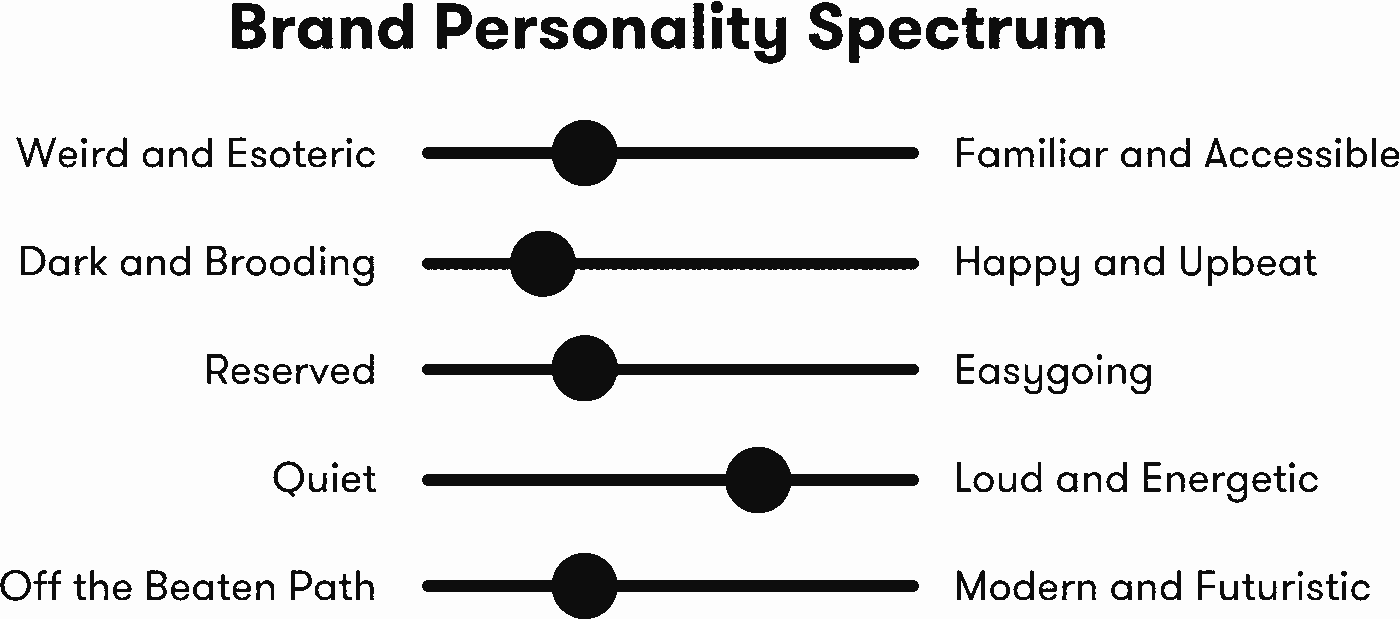 Brand Personality Spectrum
Weird and Esoteric Familiar and Accessible
Dark and Brooding Happy and Upbeat
Reserved Easygoing
Quiet Loud and Energetic
Off the Beaten Path Modern and Futuristic